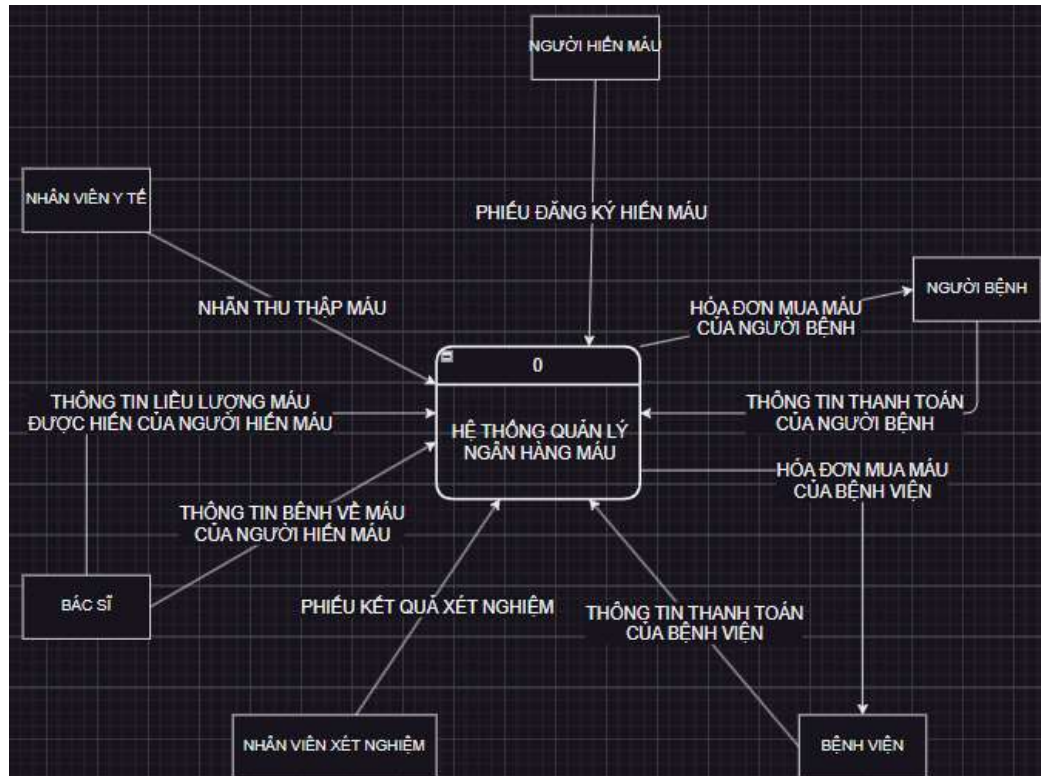 NGƯỜI HIẾN MÁU
NHÂN VIÊN Y TẾ
PHIẾU ĐĂNG KÝ HIẾN MÁU
NGƯỜI BỆNH
NHÃN THU THẬP MÁU
HÓA ĐƠN MUA MÁU
CỦA NGƯỜI BỆNH
0
HỆ THỐNG QUẢN LÝ
NGÂN HÀNG MÁU
THÔNG TIN LIỀU LƯỢNG MÁU
ĐƯỢC HIẾN CỦA NGƯỜI HIẾN MÁU
THÔNG TIN THANH TOÁN
CỦA NGƯỜI BỆNH
HÓA ĐƠN MUA MÁU
CỦA BỆNH VIỆN
THÔNG TIN BÊNH VỀ MÁU
CỦA NGƯỜI HIẾN MÁU
BÁC SĨ
PHIẾU KẾT QUẢ XÉT NGHIỆM
THÔNG TIN THANH TOÁN
CỦA BỆNH VIỆN
NHÂN VIÊN XÉT NGHIỆM
BỆNH VIỆN